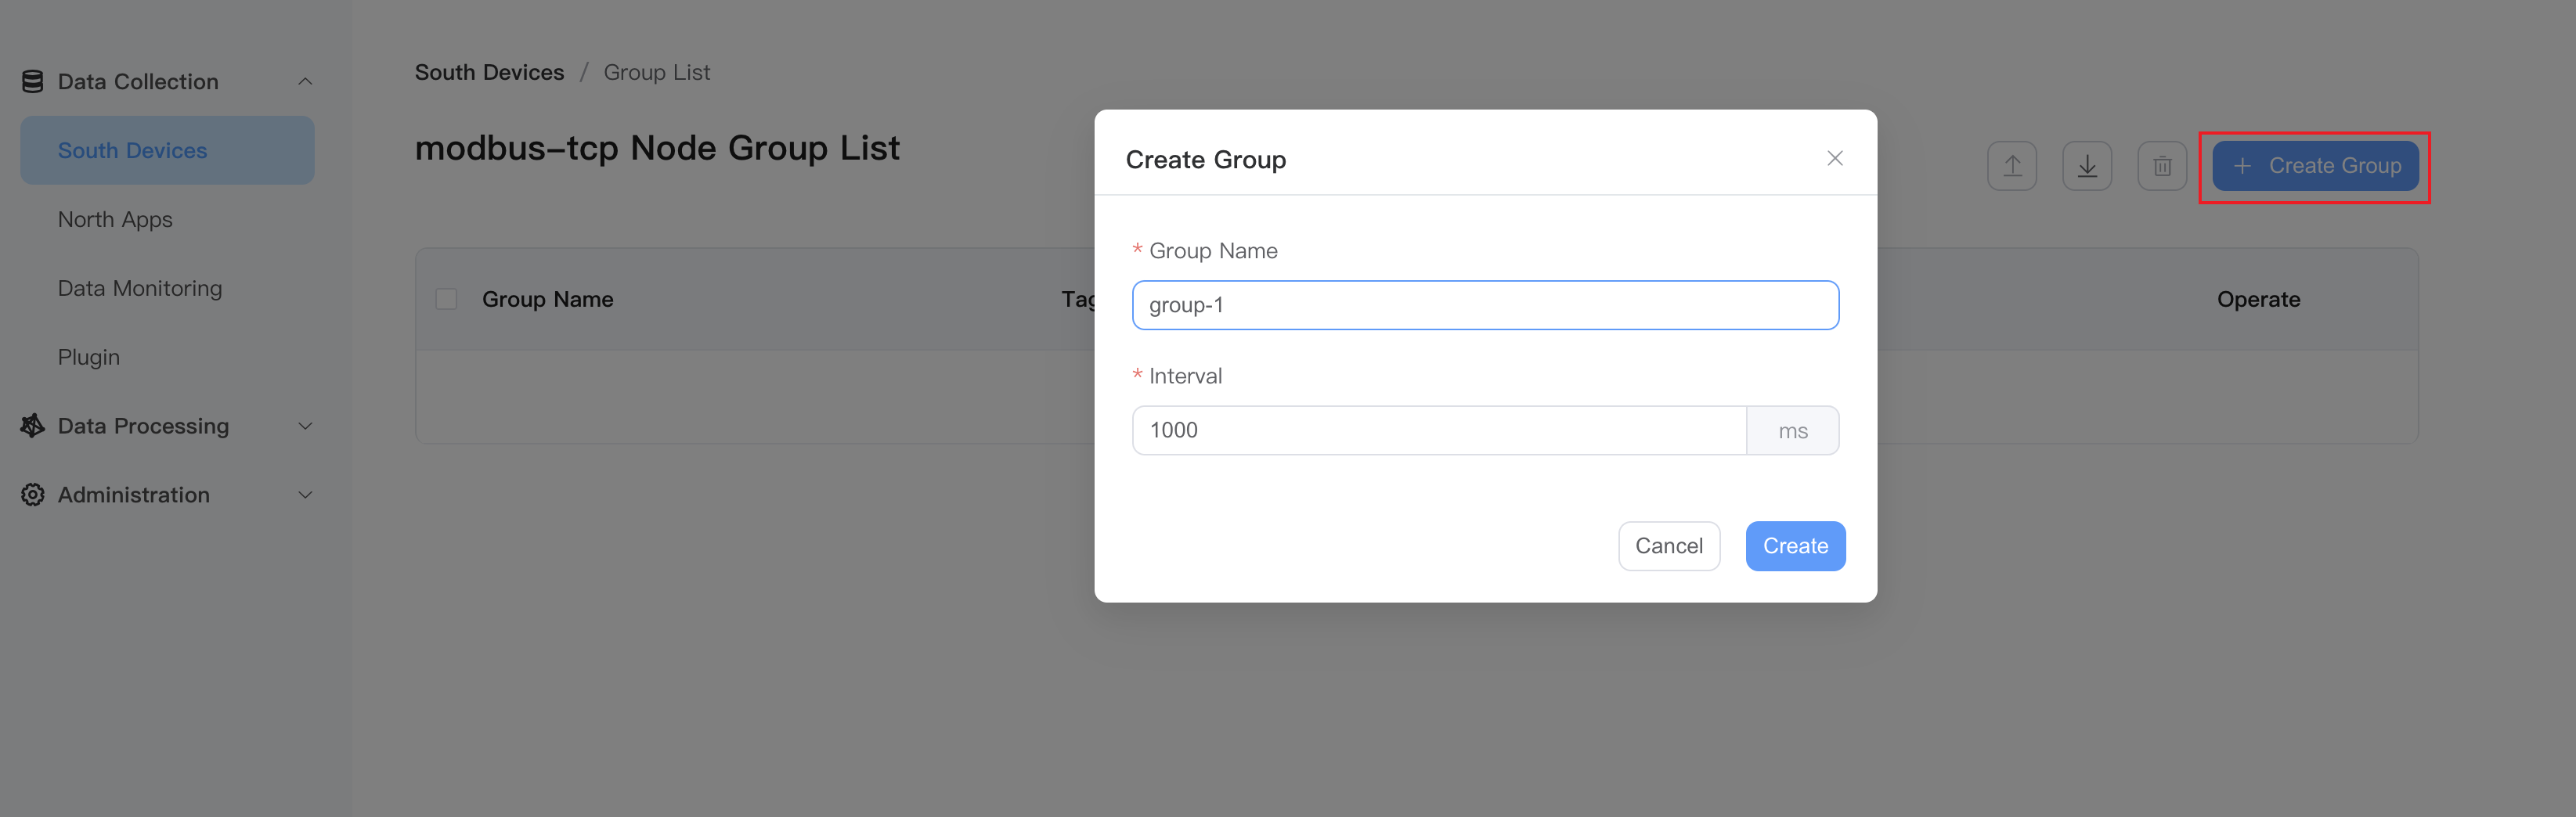 Data Collection
South Devices
North Apps
Data Monitoring
Plugin
Data Processing
Administration
South Devices / Group List
modbus-tcp Node Group List
+ Create Group
Group Name
Operate
Create Group
* Group Name
group-1
* Interval
1000 ms
Cancel Create